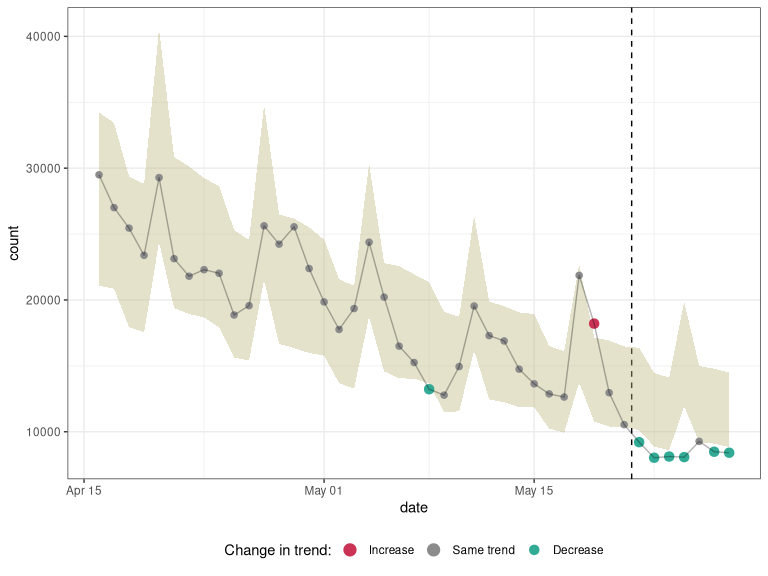 40000
30000
20000
10000
count
Apr 15
May 01
May 15
date
Change in trend: Increase Same trend Decrease